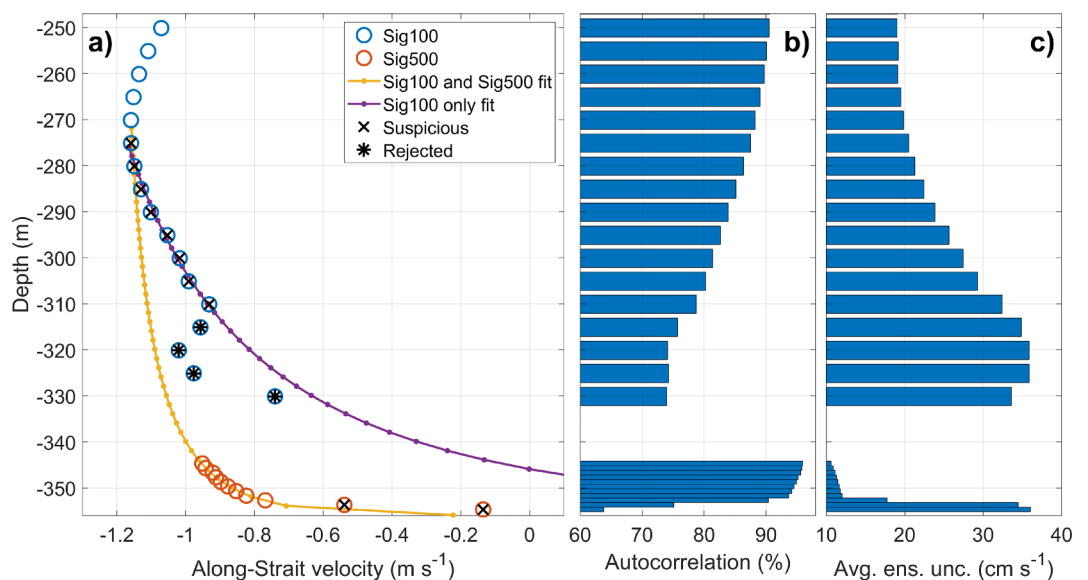 a)
Sig100
Sig500
Sig100 and Sig500 fit
Sig100 only fit
Suspicious
Rejected
b)
c)
Depth (m)
-250
-260
-270
-280
-290
-300
-310
-320
-330
-340
-350
-1.2 -1 -0.8 -0.6 -0.4 -0.2 0
Along-Strait velocity (m s-1)
60 70 80 90
Autocorrelation (%)
10 20 30 40
Avg. ens. unc. (cm s-1)